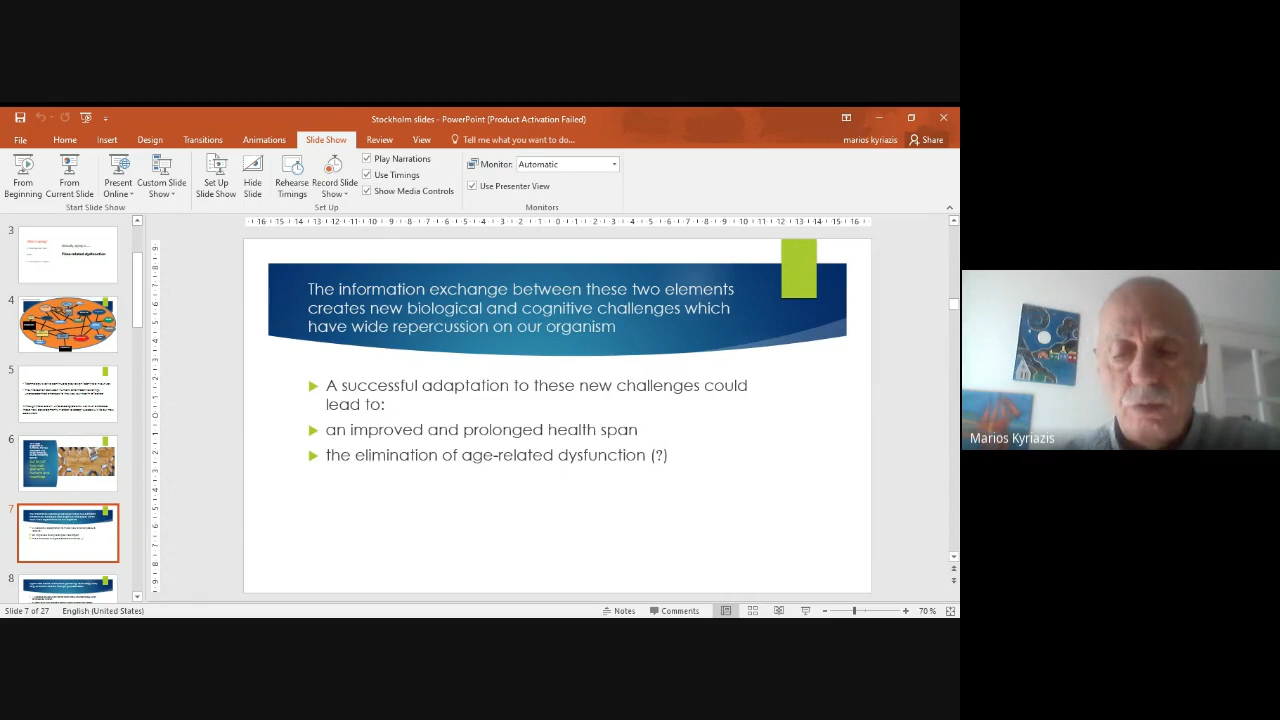 Stockholm slides - PowerPoint (Product Activation Failed)
File Home Insert Design Transitions Animations Slide Show Review View Tell me what you want to do... marios kyriazis Share
From Beginning
From Current Slide
Present Online
Custom Slide Show
Set Up Slide Show
Hide Slide
Rehearse Timings
Record Slide Show
Play Narrations
Use Timings
Show Media Controls
Monitor: Automatic
Use Presenter View
Start Slide Show
Set Up
Monitors
3
4
5
6
7
8
The information exchange between these two elements
creates new biological and cognitive challenges which
have wide repercussion on our organism
A successful adaptation to these new challenges could
lead to:
an improved and prolonged health span
the elimination of age-related dysfunction (?)
Marios Kyriazis
Slide 7 of 27 English (United States) Notes Comments 70 %